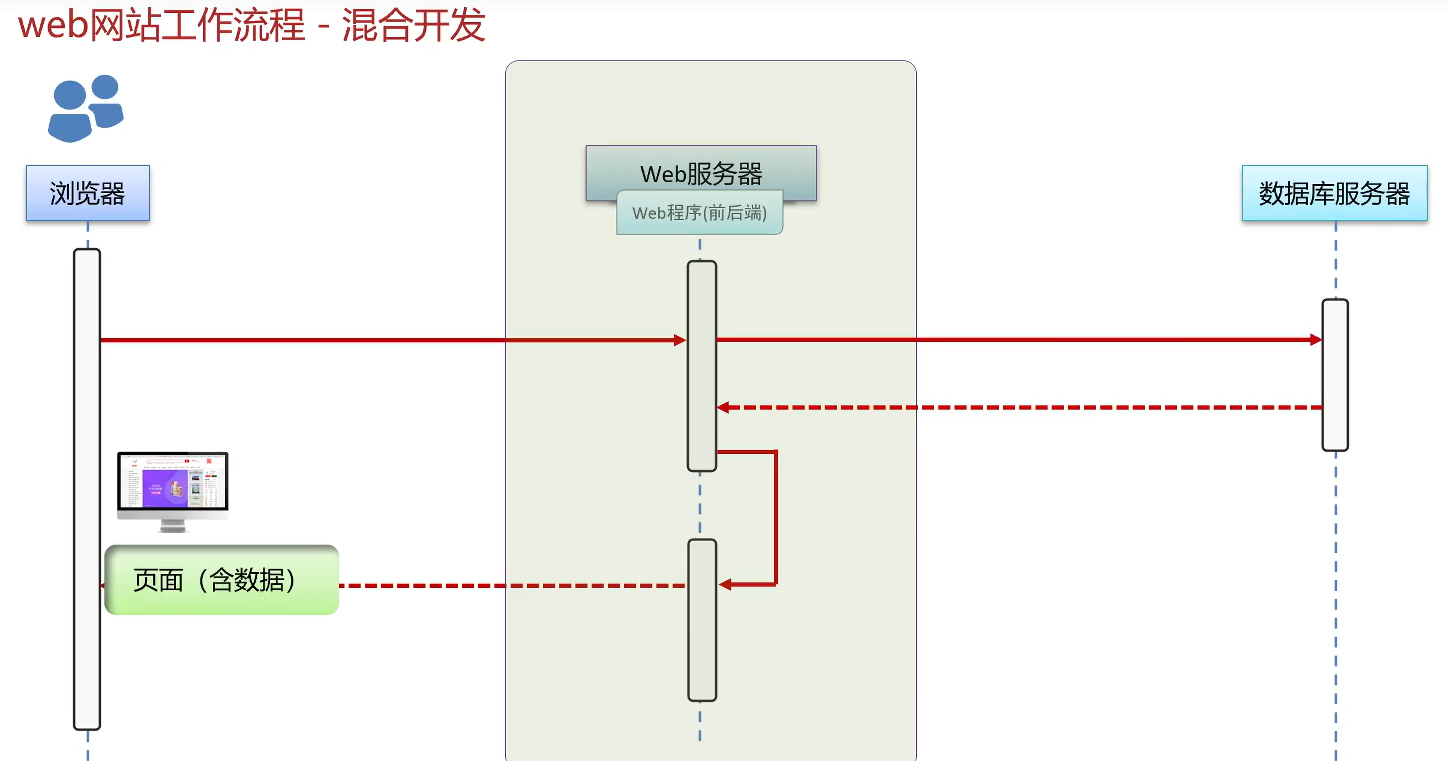 web网站工作流程 - 混合开发
浏览器
Web服务器
Web程序(前后端)
数据库服务器
页面（含数据）